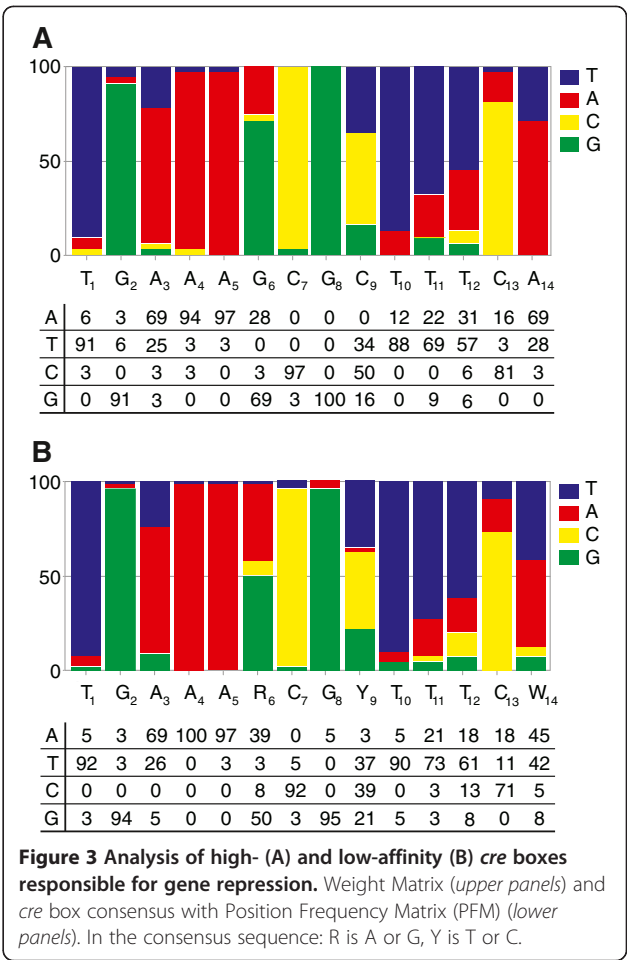 A
100
50
0
T
A
C
G
T1 G2 A3 A4 A5 G6 C7 G8 C9 T10 T11 T12 C13 A14
A 6 3 69 94 97 28 0 0 0 12 22 31 16 69
T 91 6 25 3 3 0 0 0 34 88 69 57 3 28
C 3 0 3 3 0 3 97 0 50 0 0 6 81 3
G 0 91 3 0 0 69 3 100 16 0 9 6 0 0
B
100
50
0
T
A
C
G
T1 G2 A3 A4 A5 R6 C7 G8 Y9 T10 T11 T12 C13 W14
A 5 3 69 100 97 39 0 5 3 5 21 18 18 45
T 92 3 26 0 3 3 5 0 37 90 73 61 11 42
C 0 0 0 0 0 8 92 0 39 0 3 13 71 5
G 3 94 5 0 0 50 3 95 21 5 3 8 0 8
Figure 3 Analysis of high- (A) and low-affinity (B) cre boxes
responsible for gene repression. Weight Matrix (upper panels) and
cre box consensus with Position Frequency Matrix (PFM) (lower
panels). In the consensus sequence: R is A or G, Y is T or C.